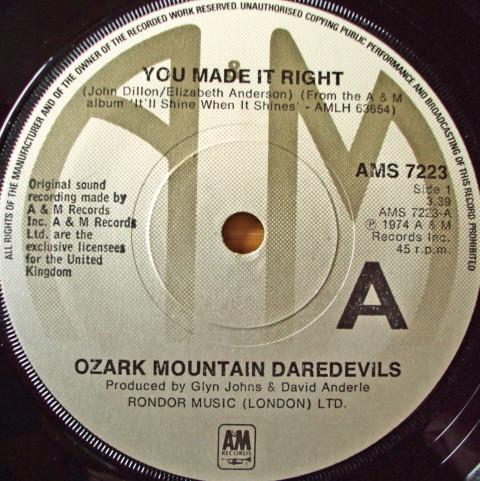 ALL RIGHTS OF THE MANUFACTURER AND OF THE OWNER OF THE RECORDED WORK RESERVED. UNAUTHORISED COPYING PUBLIC PERFORMANCE AND BROADCASTING OF THIS RECORD PROHIBITED
A&M
YOU MADE IT RIGHT
(John Dillon/Elizabeth Anderson) (From the A & M
album 'It'll Shine When It Shines' - AMLH 63654)
AMS 7223
Side 1
3.39
AMS 7223-A
℗ 1974 A & M
Records Inc.
45 r.p.m.
Original sound
recording made by
A & M Records
Inc. A & M Records
Ltd. are the
exclusive licensees
for the United
Kingdom
A
OZARK MOUNTAIN DAREDEVILS
Produced by Glyn Johns & David Anderle
RONDOR MUSIC (LONDON) LTD.
A&M
RECORDS